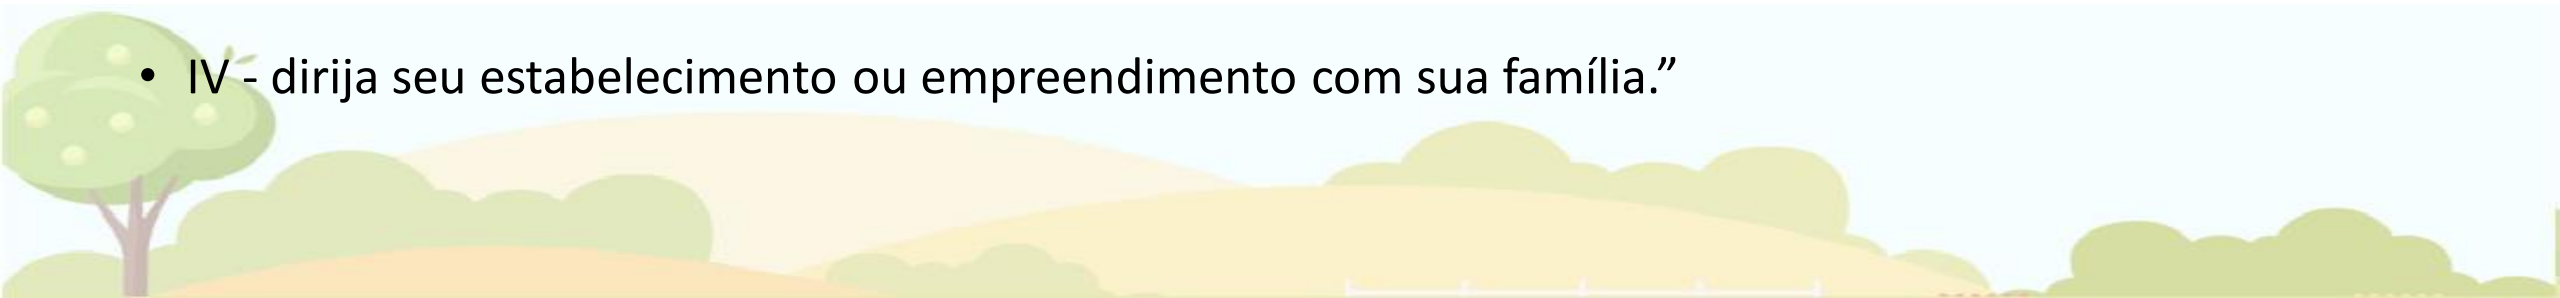 • IV - dirija seu estabelecimento ou empreendimento com sua família.”